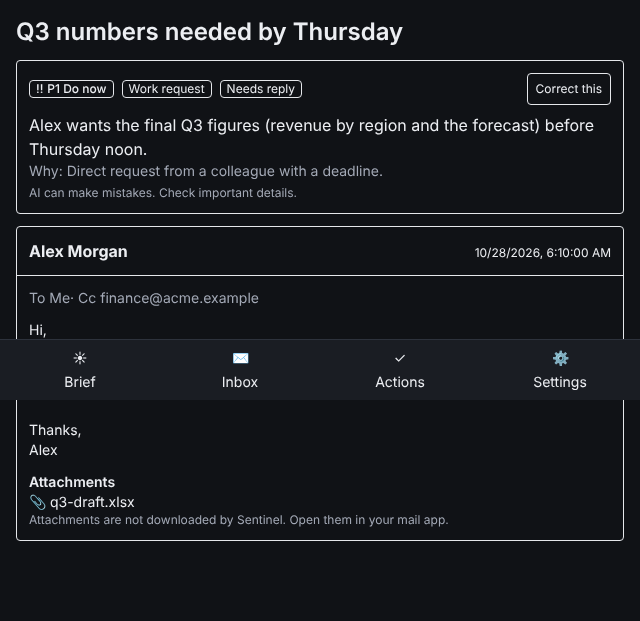 Q3 numbers needed by Thursday
!! P1 Do now Work request Needs reply Correct this
Alex wants the final Q3 figures (revenue by region and the forecast) before
Thursday noon.
Why: Direct request from a colleague with a deadline.
AI can make mistakes. Check important details.
Alex Morgan 10/28/2026, 6:10:00 AM
To Me· Cc finance@acme.example
Hi,
Brief Inbox Actions Settings
Thanks,
Alex
Attachments
q3-draft.xlsx
Attachments are not downloaded by Sentinel. Open them in your mail app.